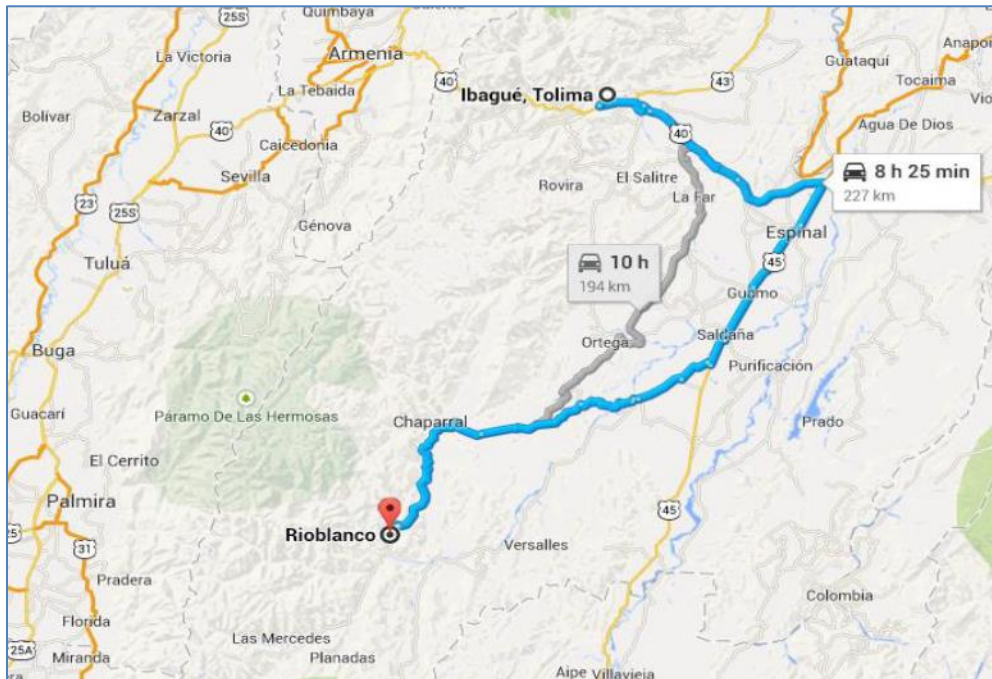 Quimbaya
25S
La Victoria
Armenia
40
43
Guataquí
Anapoi
Tocaima
La Tebaida
Ibagué, Tolima
Bolívar
Zarzal
40
Caicedonia
40
Agua De Dios
Sevilla
Rovira
El Salitre
8 h 25 min
227 km
La Far
23
25S
Génova
Espinal
Tuluá
10 h
194 km
45
Guamo
Ortega
Saldaña
Buga
Purificación
Guacarí
Páramo De Las Hermosas
Chaparral
Prado
El Cerrito
Palmira
45
Rioblanco
25
31
Versalles
Pradera
Colombia
Florida
Las Mercedes
25A
Miranda
Planadas
Aipe
Villavieja